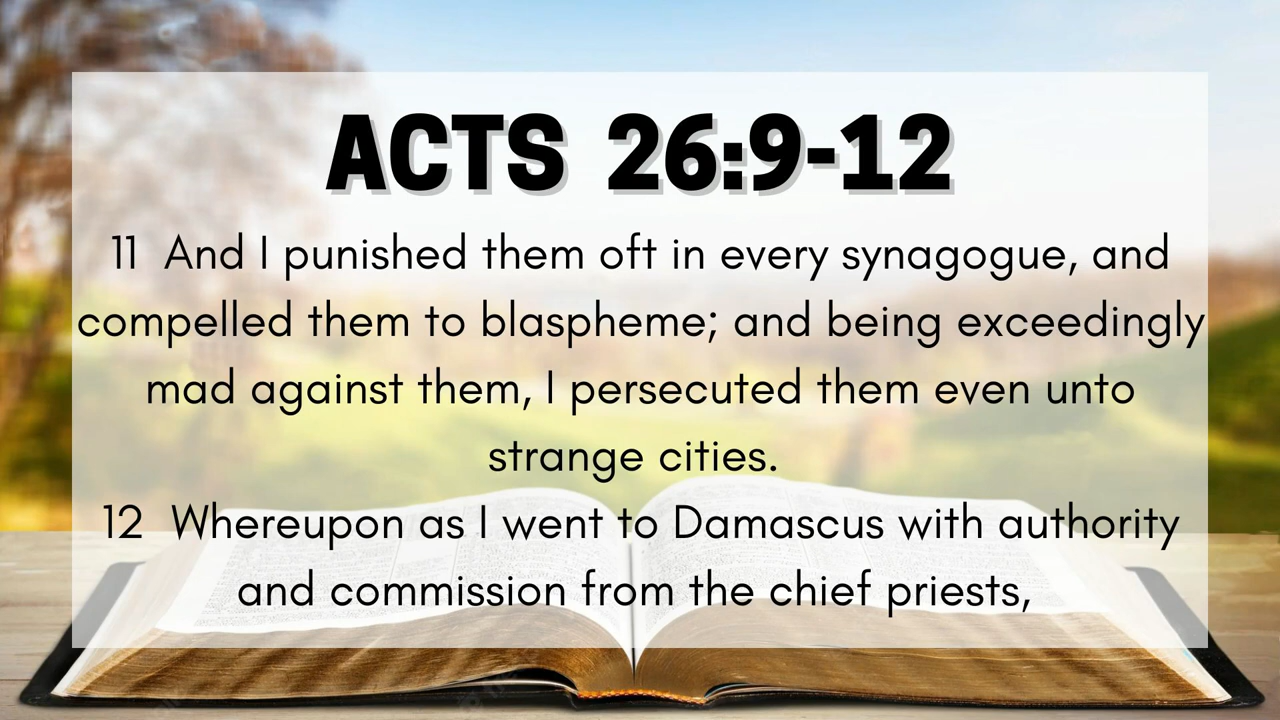 ACTS 26:9-12
11 And I punished them oft in every synagogue, and
compelled them to blaspheme; and being exceedingly
mad against them, I persecuted them even unto
strange cities.
12 Whereupon as I went to Damascus with authority
and commission from the chief priests,